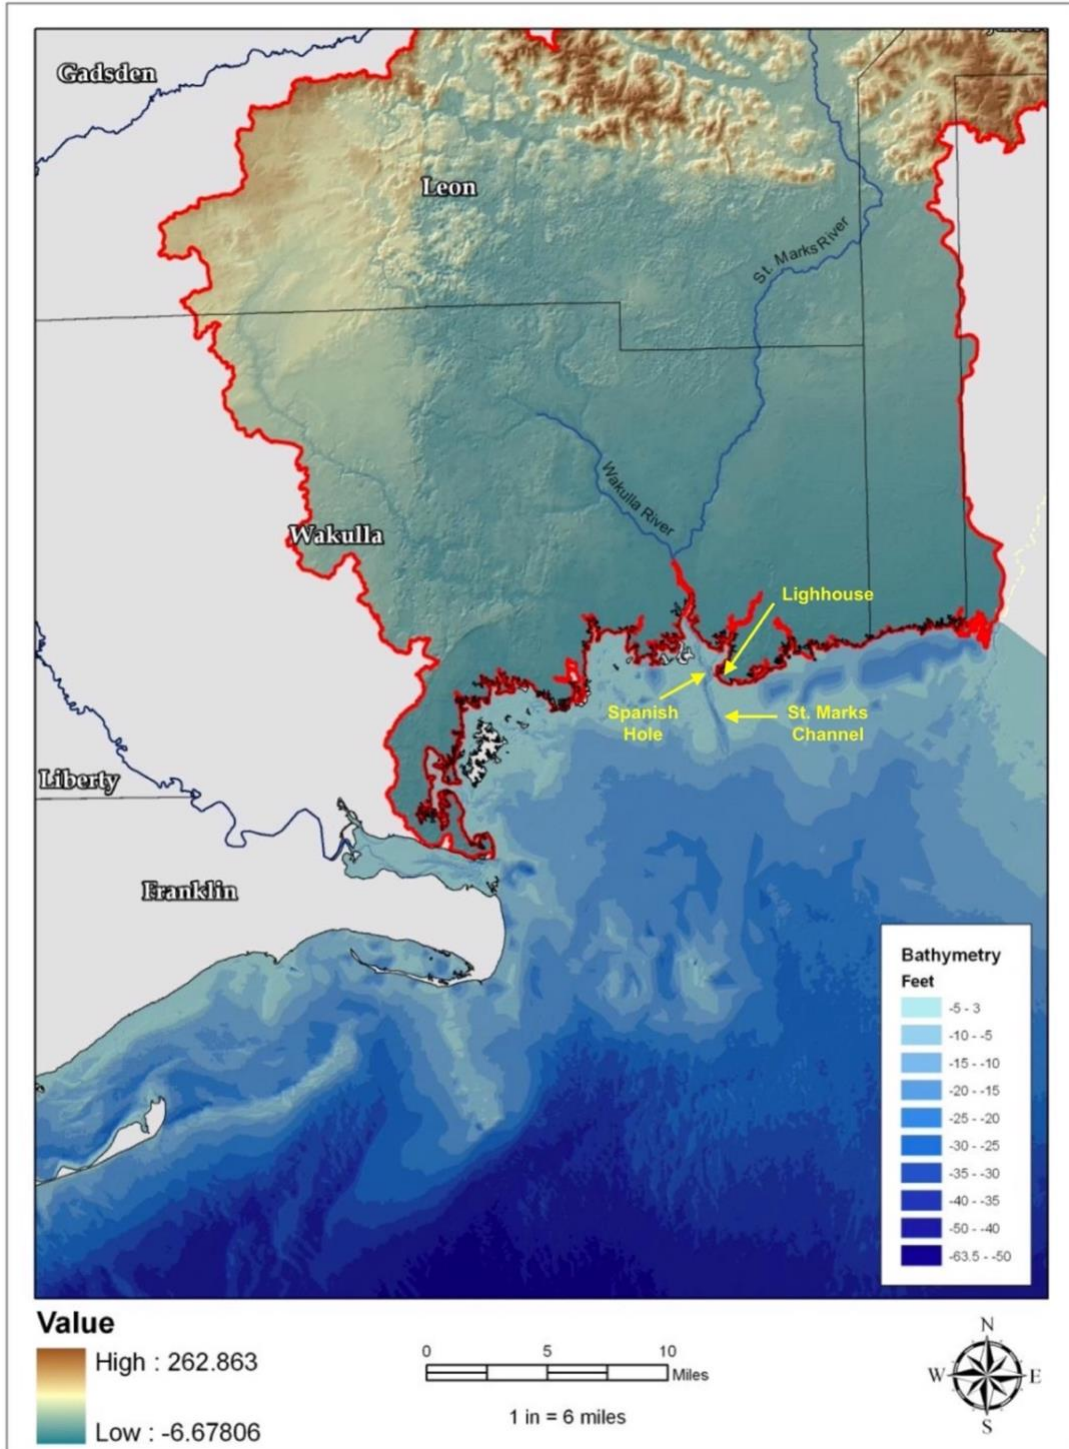 Gadsden
Leon
St. Marks River
Wakulla River
Wakulla
Lighhouse
Spanish
Hole
St. Marks
Channel
Liberty
Franklin
Bathymetry
Feet
-5 - 3
-10 - -5
-15 - -10
-20 - -15
-25 - -20
-30 - -25
-35 - -30
-40 - -35
-50 - -40
-63.5 - -50
Value
High : 262.863
Low : -6.67806
0 5 10
Miles
1 in = 6 miles
N
W E
S